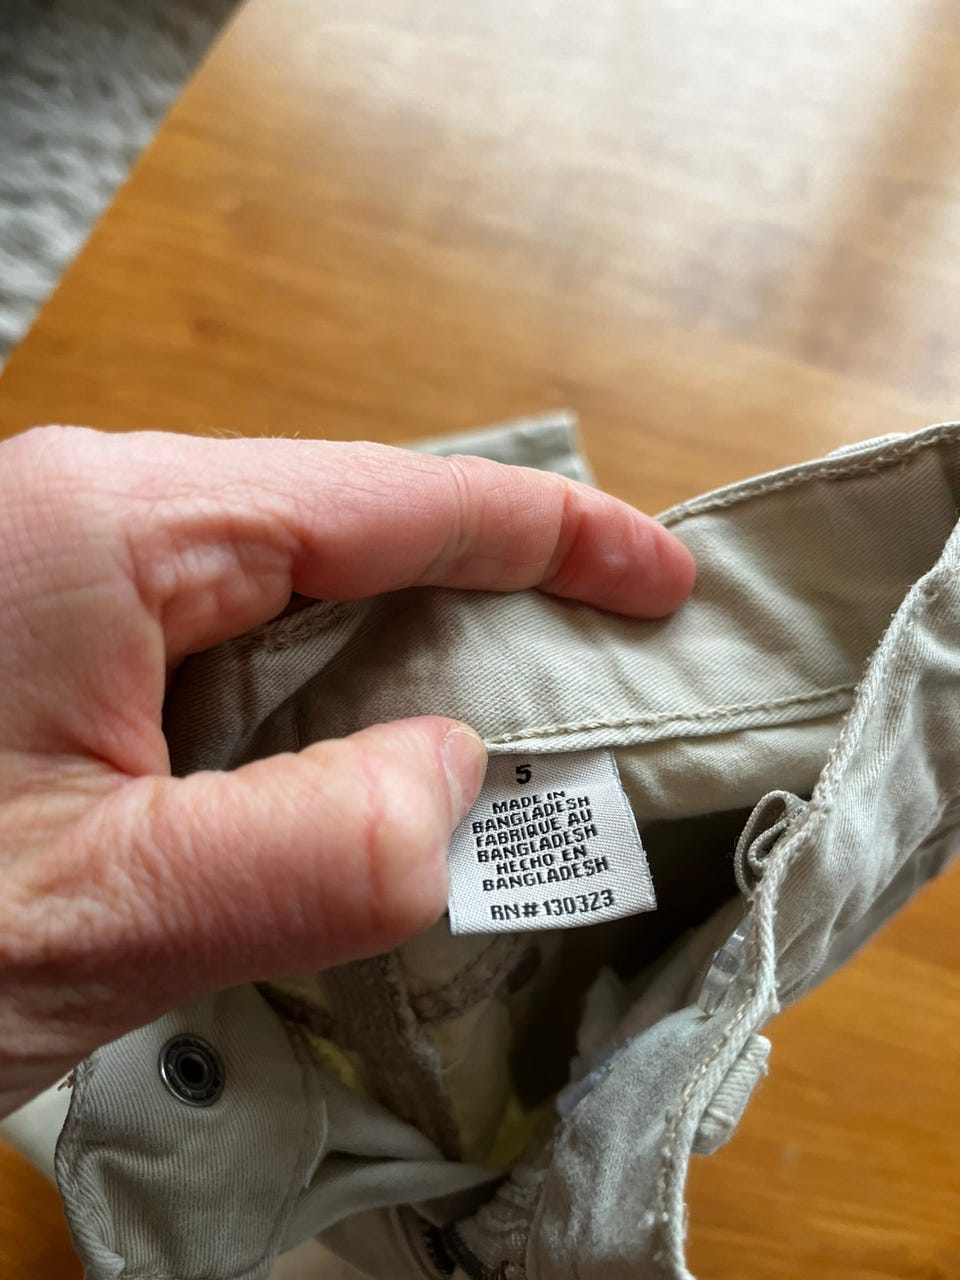 5
MADE IN
BANGLADESH
FABRIQUE AU
BANGLADESH
HECHO EN
BANGLADESH
RN#130323